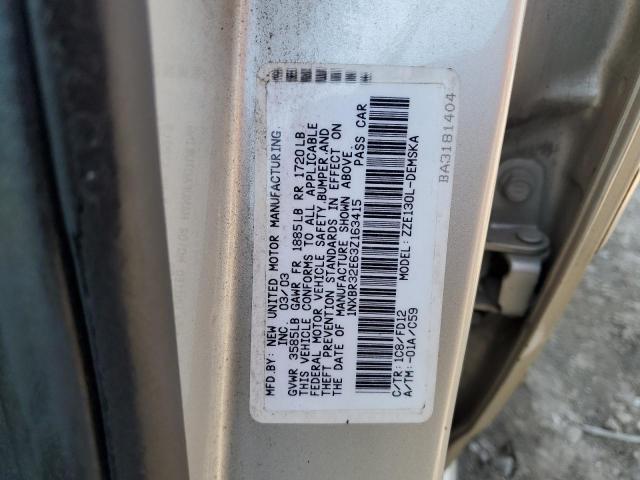 MFD.BY: NEW UNITED MOTOR MANUFACTURING
INC. 03/03
GVWR 3585LB GAWR FR 1885LB RR 1720LB
THIS VEHICLE CONFORMS TO ALL APPLICABLE
FEDERAL MOTOR VEHICLE SAFETY, BUMPER, AND
THEFT PREVENTION STANDARDS IN EFFECT ON
THE DATE OF MANUFACTURE SHOWN ABOVE.
1NXBR32E63Z163415 PASS CAR
MODEL: ZZE130L-DEMSKA
C/TR: 1C8/FD12
A/TM: -01A/C59
BA3181404